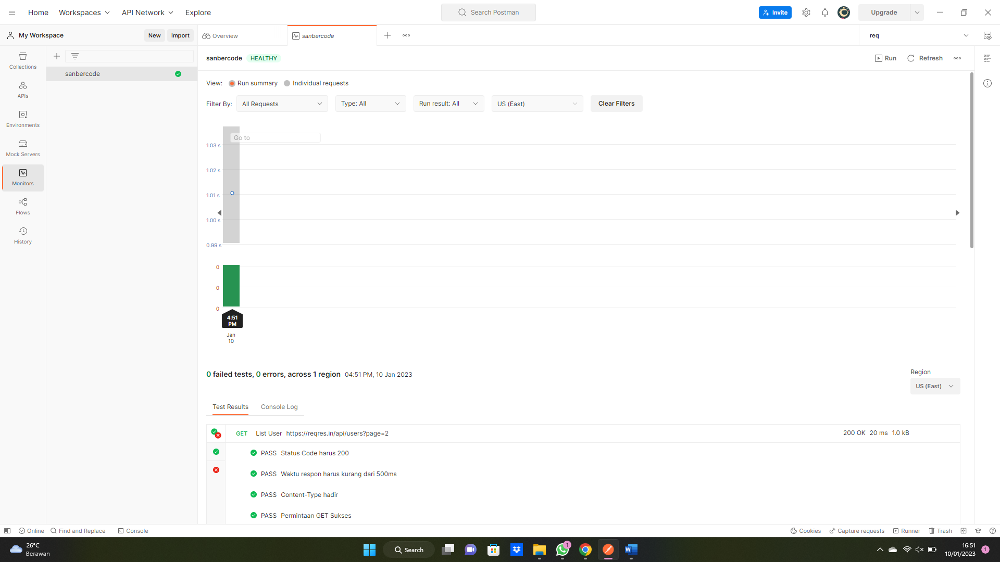 Home
Workspaces
API Network
Explore
Search Postman
Invite
Upgrade
My Workspace
New
Import
Overview
sanbercode
req
Collections
APIs
Environments
Mock Servers
Monitors
Flows
History
sanbercode
sanbercode HEALTHY
Run
Refresh
View: Run summary Individual requests
Filter By: All Requests Type: All Run result: All US (East) Clear Filters
Go to
1.03 s
1.02 s
1.01 s
1.00 s
0.99 s
0
0
0
4:51
PM
Jan
10
0 failed tests, 0 errors, across 1 region 04:51 PM, 10 Jan 2023
Region
US (East)
Test Results
Console Log
GET List User https://reqres.in/api/users?page=2 200 OK 20 ms 1.0 kB
PASS Status Code harus 200
PASS Waktu respon harus kurang dari 500ms
PASS Content-Type hadir
PASS Permintaan GET Sukses
Online
Find and Replace
Console
Cookies
Capture requests
Runner
Trash
26°C
Berawan
Search
1
W
16:51
10/01/2023
1